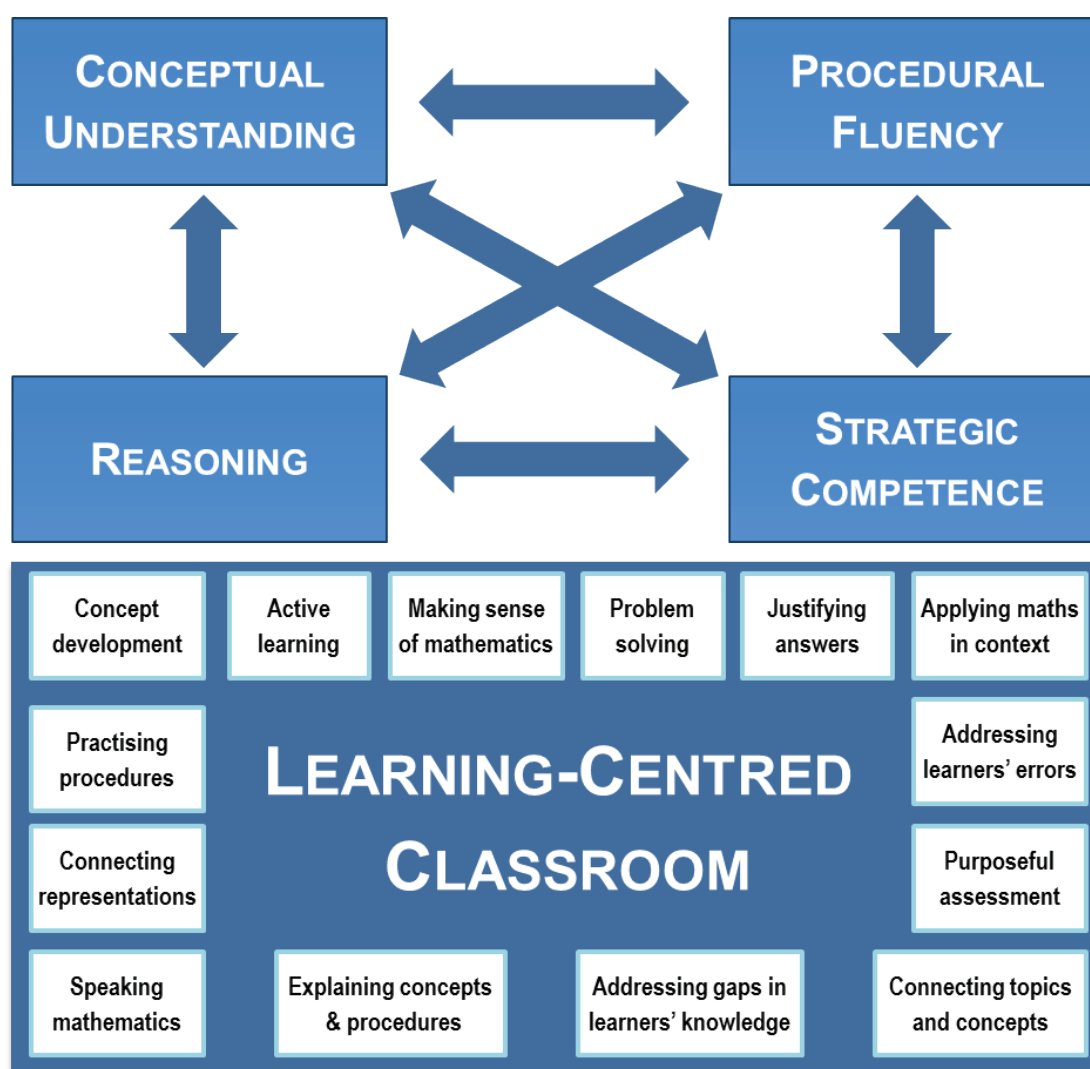 CONCEPTUAL
UNDERSTANDING
PROCEDURAL
FLUENCY
REASONING
STRATEGIC
COMPETENCE
Concept
development
Active
learning
Making sense
of mathematics
Problem
solving
Justifying
answers
Applying maths
in context
Practising
procedures
LEARNING-CENTRED
CLASSROOM
Addressing
learners’ errors
Connecting
representations
Purposeful
assessment
Speaking
mathematics
Explaining concepts
& procedures
Addressing gaps in
learners’ knowledge
Connecting topics
and concepts